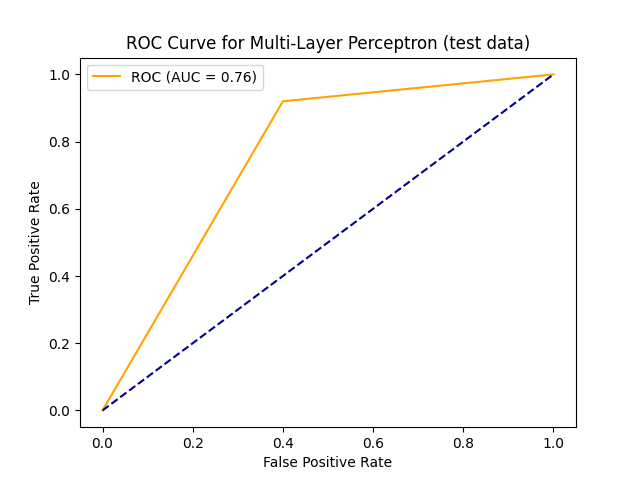 ROC Curve for Multi-Layer Perceptron (test data)
ROC (AUC = 0.76)
True Positive Rate
1.0
0.8
0.6
0.4
0.2
0.0
0.0 0.2 0.4 0.6 0.8 1.0
False Positive Rate